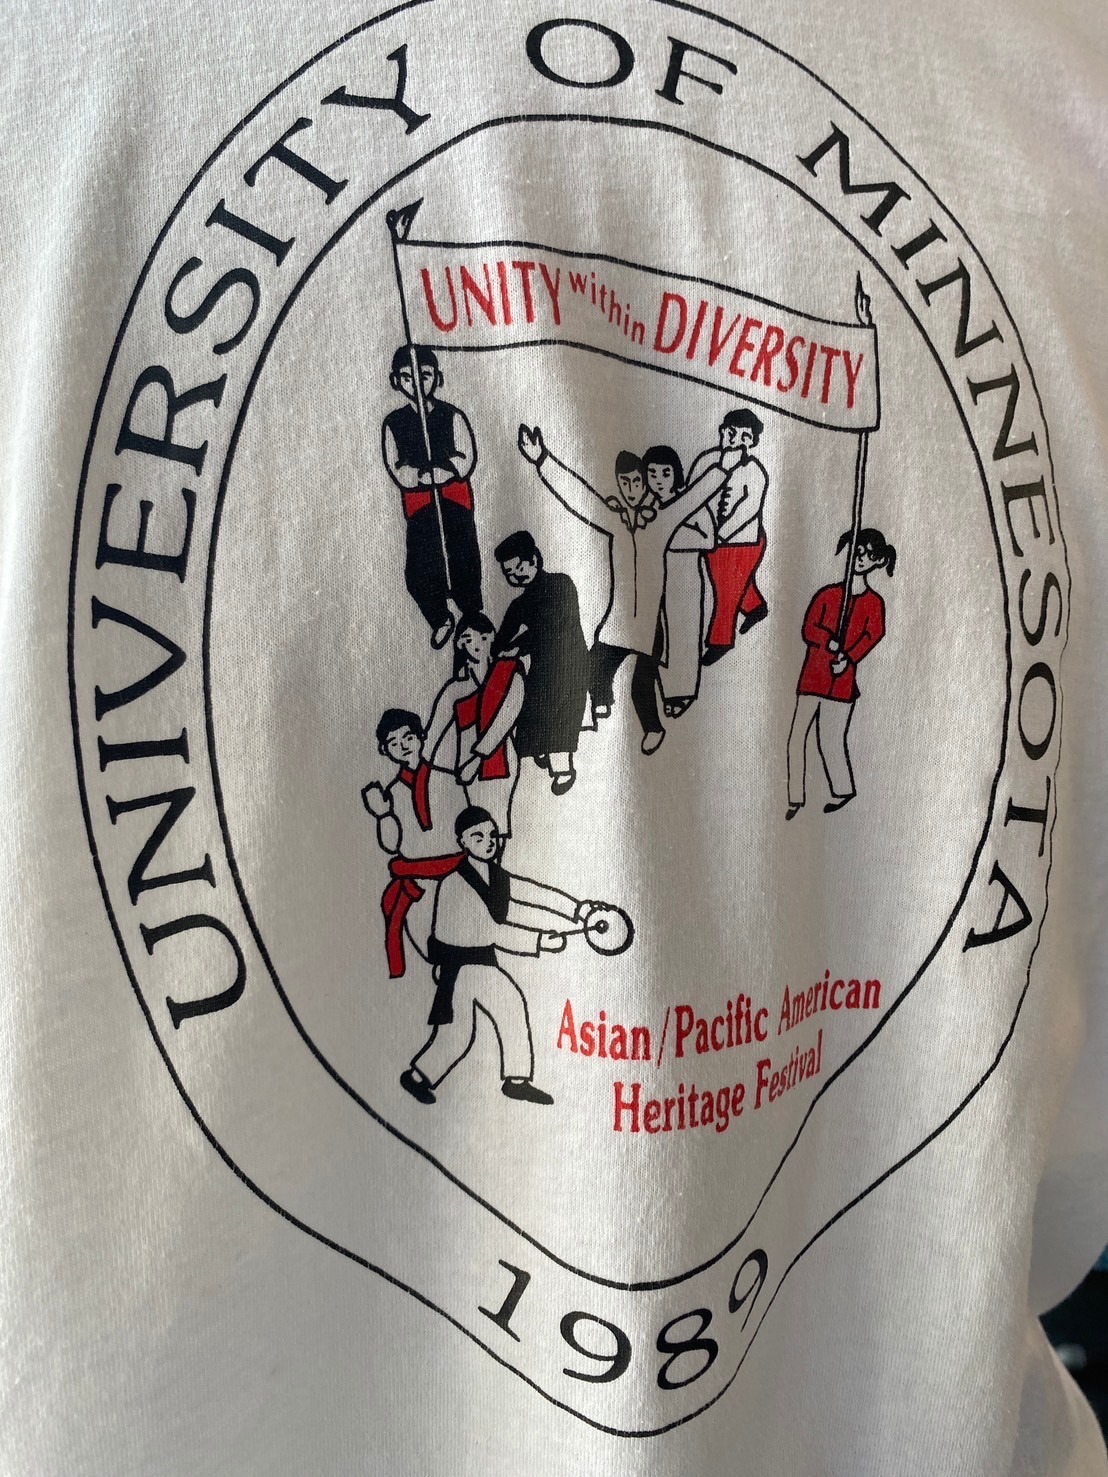 UNIVERSITY OF MINNESOTA
UNITY within DIVERSITY
Asian/Pacific American
Heritage Festival
1989